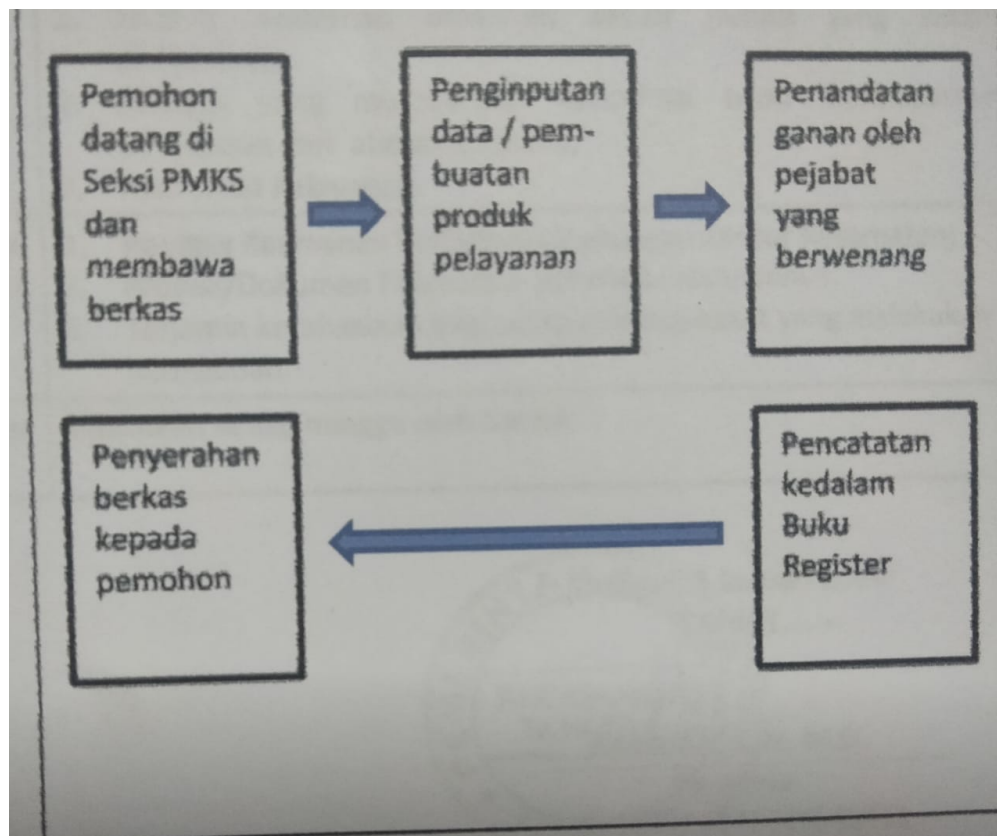 Pemohon
datang di
Seksi PMKS
dan
membawa
berkas
Penginputan
data / pem-
buatan
produk
pelayanan
Penandatan
ganan oleh
pejabat
yang
berwenang
Pencatatan
kedalam
Buku
Register
Penyerahan
berkas
kepada
pemohon